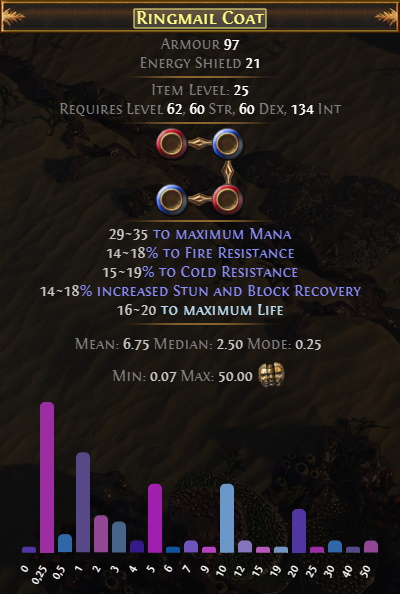 Ringmail Coat
Armour 97
Energy Shield 21
Item Level: 25
Requires Level 62, 60 Str, 60 Dex, 134 Int
29~35 to maximum Mana
14~18% to Fire Resistance
15~19% to Cold Resistance
14~18% increased Stun and Block Recovery
16~20 to maximum Life
Mean: 6.75 Median: 2.50 Mode: 0.25
Min: 0.07 Max: 50.00
0 0,25 0,5 1 2 3 4 5 6 7 9 10 12 15 19 20 25 30 40 50